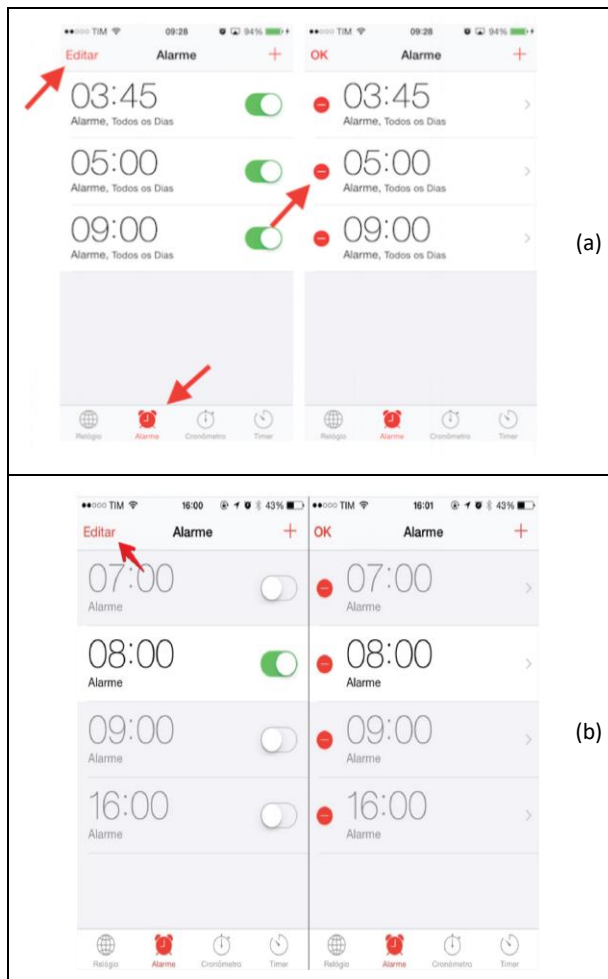 TIM 09:28 94%
Editar Alarme +
03:45
Alarme, Todos os Dias
05:00
Alarme, Todos os Dias
09:00
Alarme, Todos os Dias
Relógio Alarme Cronômetro Timer
TIM 09:28 94%
OK Alarme +
03:45
Alarme, Todos os Dias
05:00
Alarme, Todos os Dias
09:00
Alarme, Todos os Dias
Relógio Alarme Cronômetro Timer
(a)
TIM 16:00 43%
Editar Alarme +
07:00
Alarme
08:00
Alarme
09:00
Alarme
16:00
Alarme
Relógio Alarme Cronômetro Timer
TIM 16:01 43%
OK Alarme +
07:00
Alarme
08:00
Alarme
09:00
Alarme
16:00
Alarme
Relógio Alarme Cronômetro Timer
(b)